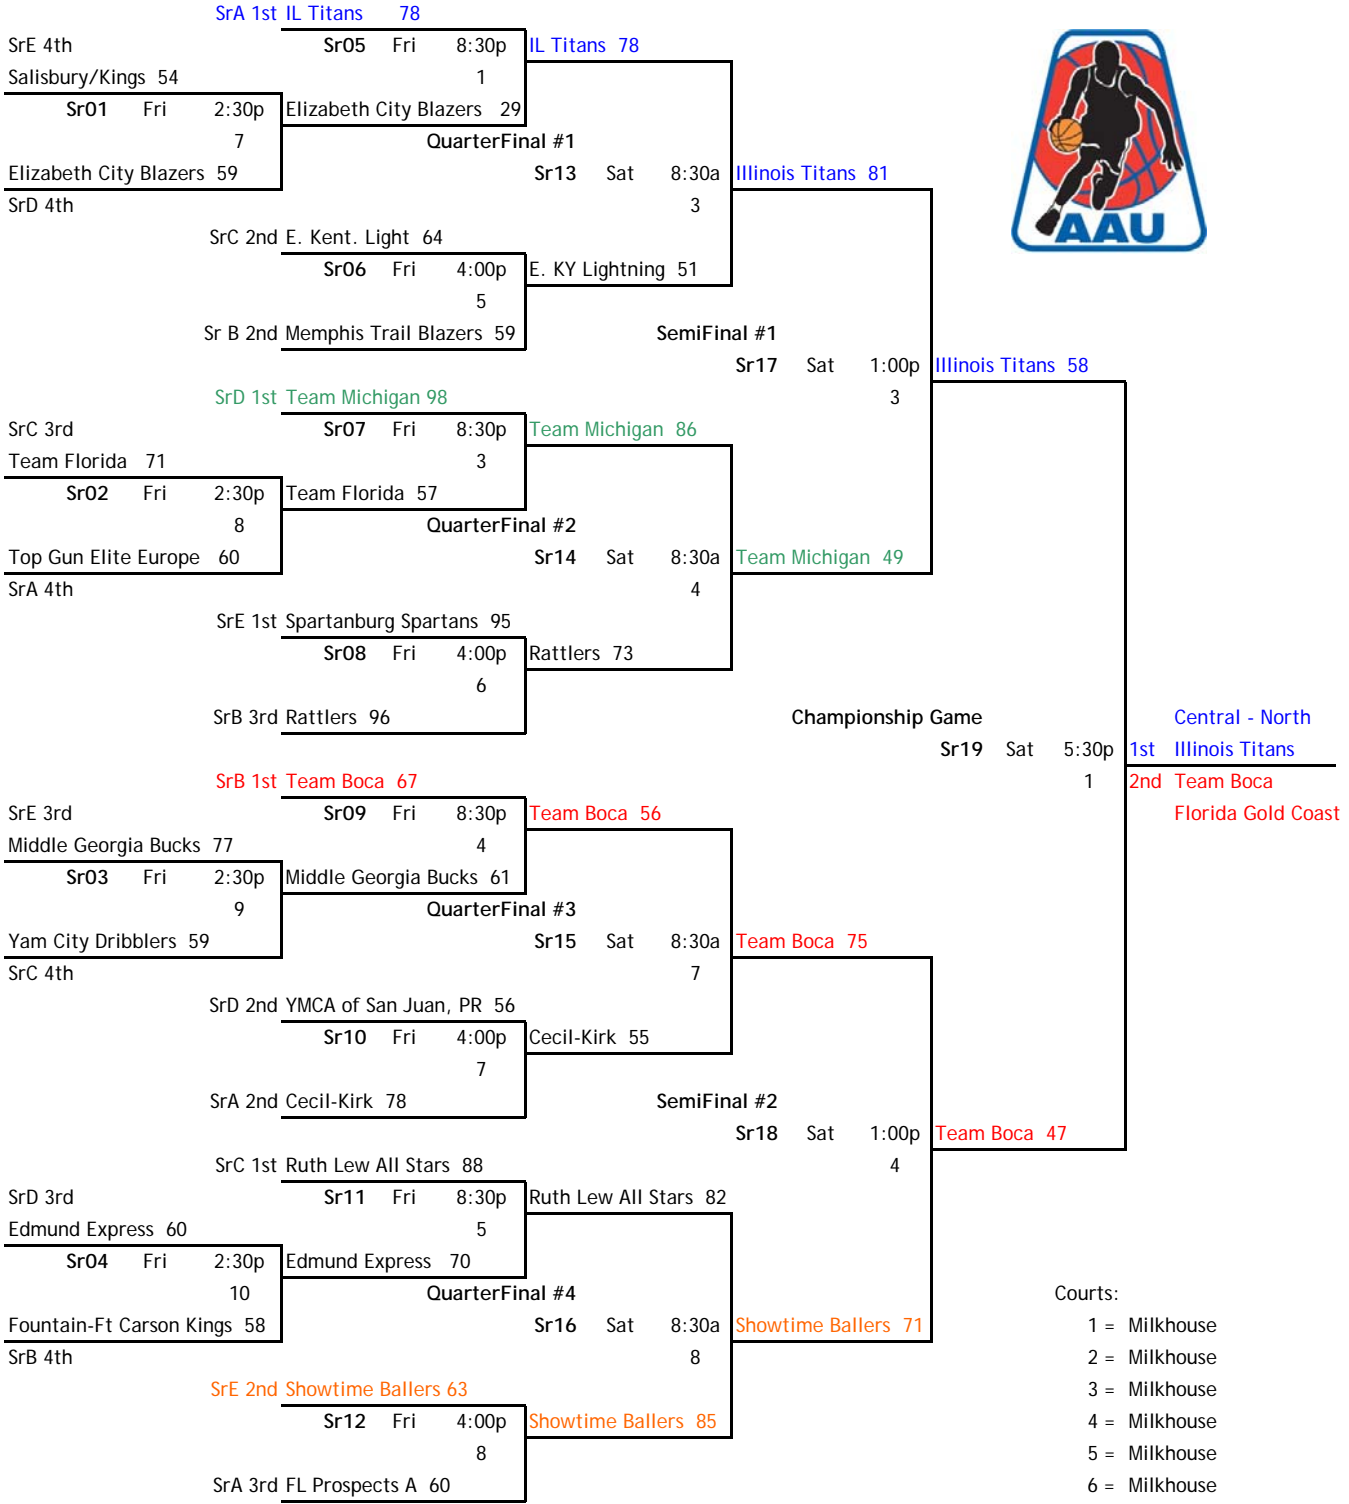 SrA 1st IL Titans 78
SrE 4th Sr05 Fri 8:30p IL Titans 78
Salisbury/Kings 54 1
Sr01 Fri 2:30p Elizabeth City Blazers 29
7 QuarterFinal #1
Elizabeth City Blazers 59 Sr13 Sat 8:30a Illinois Titans 81
SrD 4th 3
SrC 2nd E. Kent. Light 64
Sr06 Fri 4:00p E. KY Lightning 51
5
Sr B 2nd Memphis Trail Blazers 59 SemiFinal #1
Sr17 Sat 1:00p Illinois Titans 58
SrD 1st Team Michigan 98 3
SrC 3rd Sr07 Fri 8:30p Team Michigan 86
Team Florida 71 3
Sr02 Fri 2:30p Team Florida 57
8 QuarterFinal #2
Top Gun Elite Europe 60 Sr14 Sat 8:30a Team Michigan 49
SrA 4th 4
SrE 1st Spartanburg Spartans 95
Sr08 Fri 4:00p Rattlers 73
6
SrB 3rd Rattlers 96 Championship Game Central - North
Sr19 Sat 5:30p 1st Illinois Titans
SrB 1st Team Boca 67 1 2nd Team Boca
SrE 3rd Sr09 Fri 8:30p Team Boca 56 Florida Gold Coast
Middle Georgia Bucks 77 4
Sr03 Fri 2:30p Middle Georgia Bucks 61
9 QuarterFinal #3
Yam City Dribblers 59 Sr15 Sat 8:30a Team Boca 75
SrC 4th 7
SrD 2nd YMCA of San Juan, PR 56
Sr10 Fri 4:00p Cecil-Kirk 55
7
SrA 2nd Cecil-Kirk 78 SemiFinal #2
Sr18 Sat 1:00p Team Boca 47
SrC 1st Ruth Lew All Stars 88 4
SrD 3rd Sr11 Fri 8:30p Ruth Lew All Stars 82
Edmund Express 60 5
Sr04 Fri 2:30p Edmund Express 70
10 QuarterFinal #4 Courts:
Fountain-Ft Carson Kings 58 Sr16 Sat 8:30a Showtime Ballers 71 1 = Milkhouse
SrB 4th 8 2 = Milkhouse
SrE 2nd Showtime Ballers 63 3 = Milkhouse
Sr12 Fri 4:00p Showtime Ballers 85 4 = Milkhouse
8 5 = Milkhouse
SrA 3rd FL Prospects A 60 6 = Milkhouse
AAU